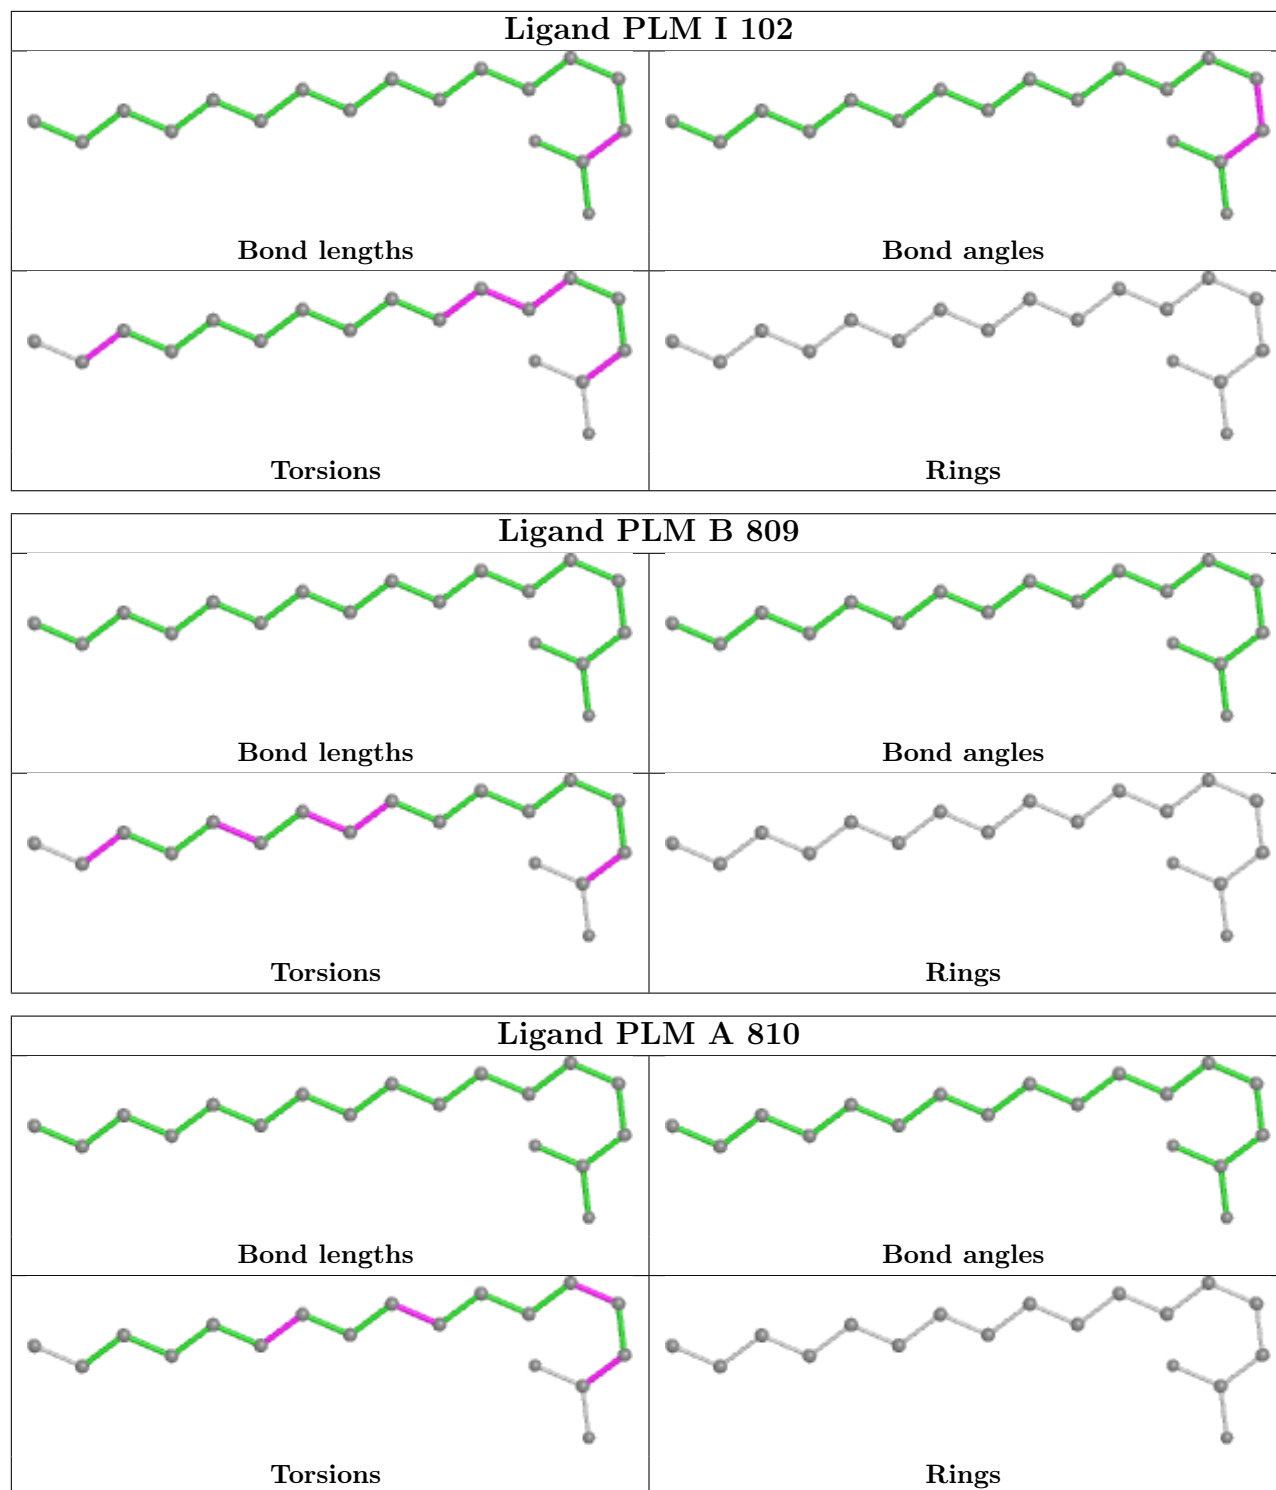 Ligand PLM I 102
Bond lengths
Bond angles
Torsions
Rings
Ligand PLM B 809
Bond lengths
Bond angles
Torsions
Rings
Ligand PLM A 810
Bond lengths
Bond angles
Torsions
Rings